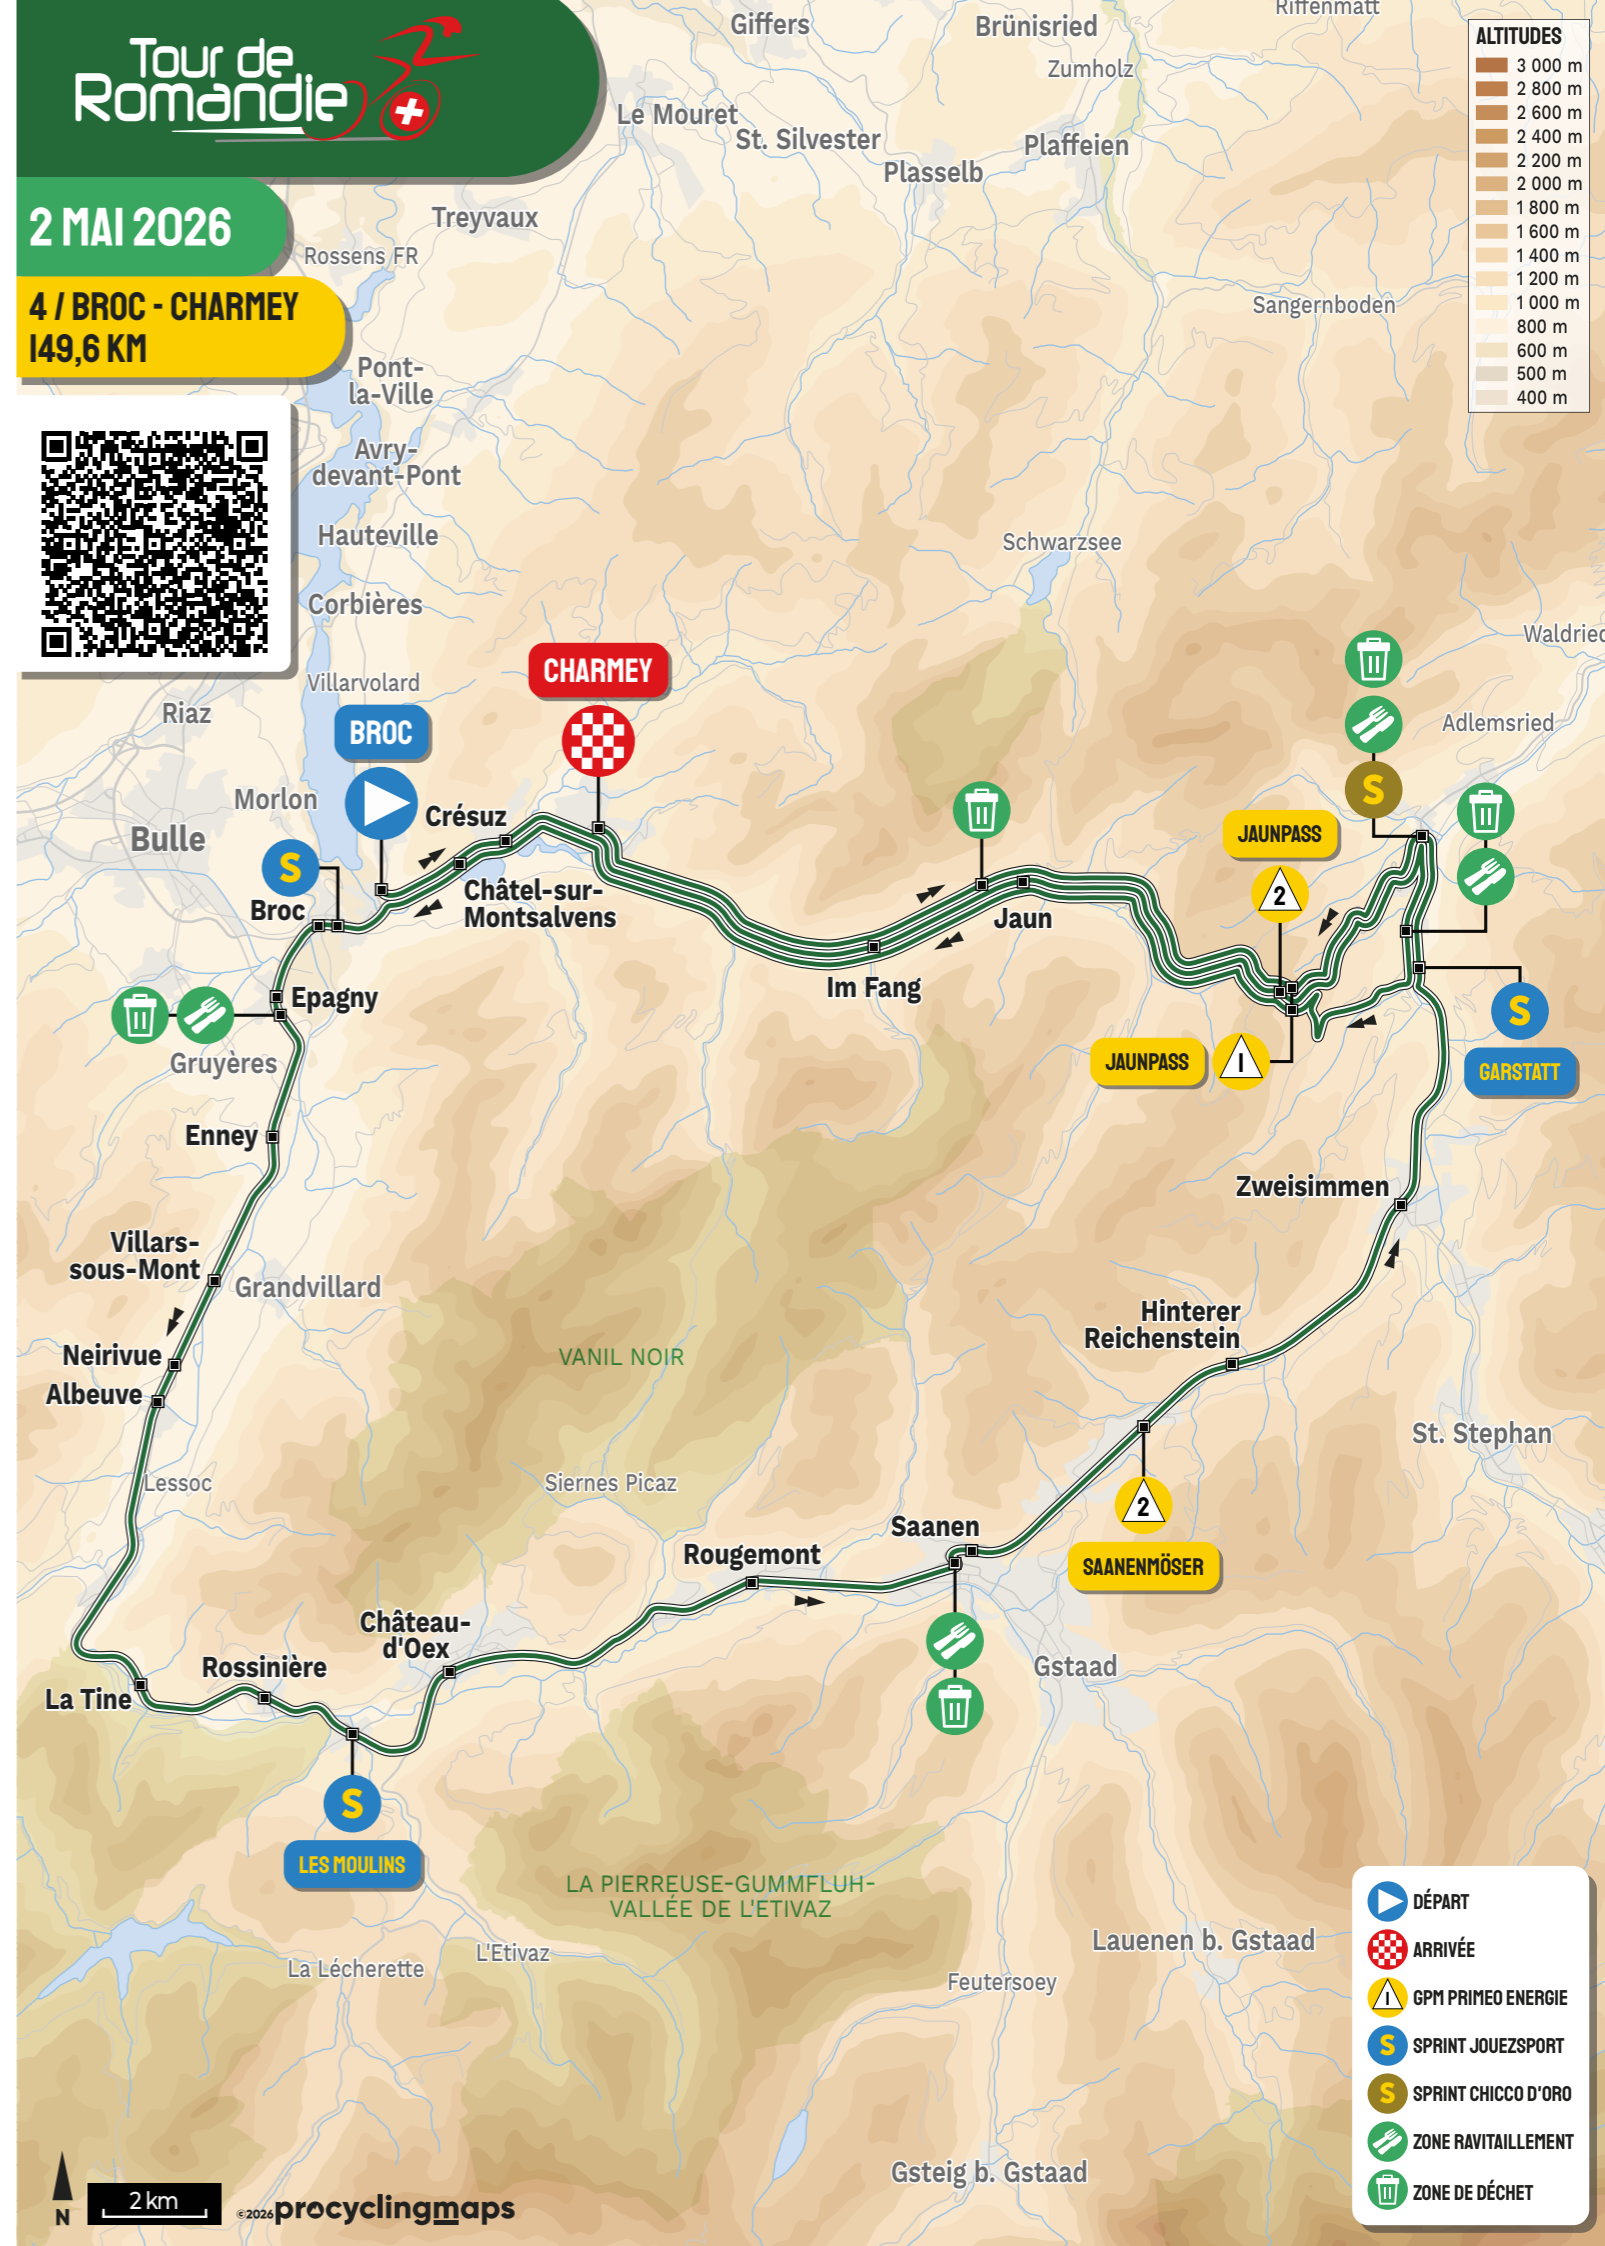 Tour de
Romandie
2 MAI 2026
4 / BROC - CHARMEY
149,6 KM
ALTITUDES
3 000 m
2 800 m
2 600 m
2 400 m
2 200 m
2 000 m
1 800 m
1 600 m
1 400 m
1 200 m
1 000 m
800 m
600 m
500 m
400 m
Riffenmatt
Giffers
Brünisried
Zumholz
Le Mouret
St. Silvester
Plaffeien
Plasselb
Treyvaux
Rossens FR
Sangernboden
Pont-
la-Ville
Avry-
devant-Pont
Hauteville
Schwarzsee
Corbières
Waldried
CHARMEY
Villarvolard
Riaz
BROC
Adlemsried
S
Morlon
Crésuz
Bulle
JAUNPASS
S
2
Broc
Châtel-sur-
Montsalvens
Jaun
Im Fang
Epagny
S
Gruyères
JAUNPASS
1
GARSTATT
Enney
Zweisimmen
Villars-
sous-Mont
Grandvillard
Hinterer
Reichenstein
Neirivue
VANIL NOIR
Albeuve
St. Stephan
Lessoc
Siernes Picaz
2
Saanen
Rougemont
SAANENMÖSER
Château-
d'Oex
Rossinière
Gstaad
La Tine
S
LES MOULINS
LA PIERREUSE-GUMMFLUH-
VALLÉE DE L'ETIVAZ
Lauenen b. Gstaad
L'Etivaz
La Lécherette
Feutersoey
Gsteig b. Gstaad
DÉPART
ARRIVÉE
1 GPM PRIMEO ENERGIE
S SPRINT JOUEZSPORT
S SPRINT CHICCO D'ORO
ZONE RAVITAILLEMENT
ZONE DE DÉCHET
N
2 km
©2026 procyclingmaps